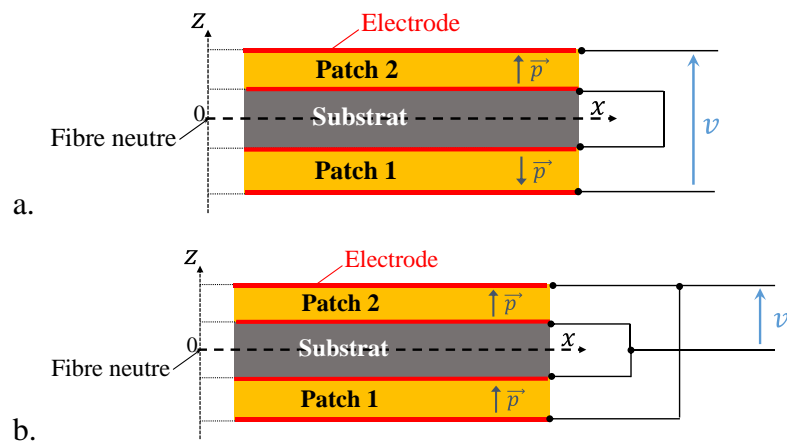 z
Electrode
Patch 2
p
0
Substrat
x
v
Fibre neutre
Patch 1
p
a.
z
Electrode
Patch 2
p
0
Substrat
x
v
Fibre neutre
Patch 1
p
b.